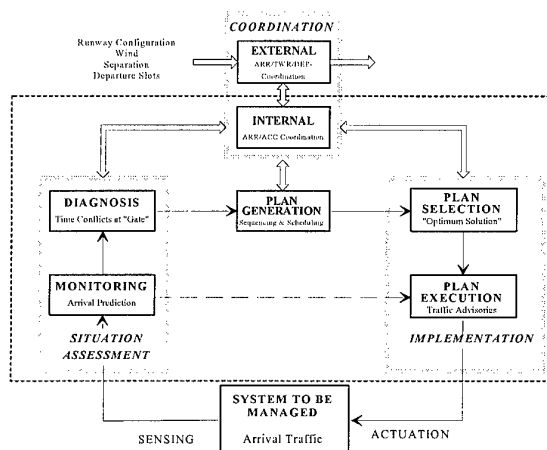 COORDINATION
Runway Configuration
Wind
Separation
Departure Slots
EXTERNAL
ARR/TWR/DEP-
Coordination
INTERNAL
ARR/ACC Coordination
DIAGNOSIS
Time Conflicts at "Gate"
PLAN
GENERATION
Sequencing & Scheduling
PLAN
SELECTION
"Optimum Solution"
MONITORING
Arrival Prediction
PLAN
EXECUTION
Traffic Advisories
SITUATION
ASSESSMENT
IMPLEMENTATION
SYSTEM TO BE
MANAGED
Arrival Traffic
SENSING
ACTUATION